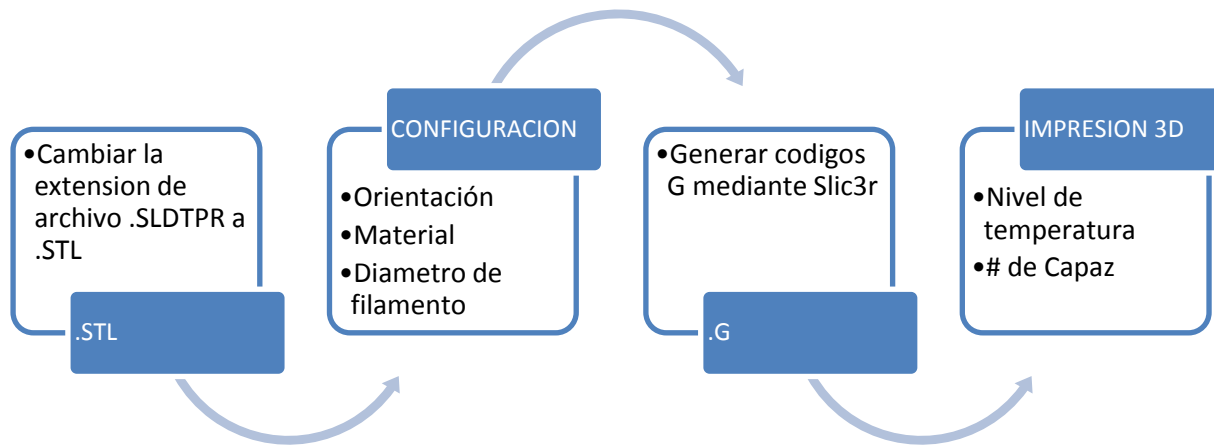 •Cambiar la
extension de
archivo .SLDTPR a
.STL
.STL
CONFIGURACION
•Orientación
•Material
•Diametro de
filamento
•Generar codigos
G mediante Slic3r
.G
IMPRESION 3D
•Nivel de
temperatura
•# de Capaz